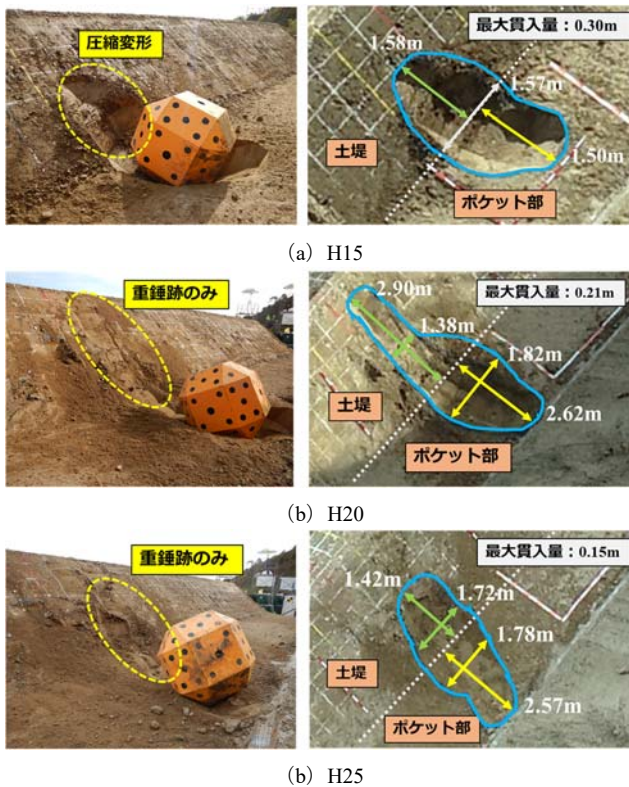 圧縮変形
最大貫入量：0.30m
1.58m
1.57m
1.50m
土堤
ポケット部
(a) H15
重錘跡のみ
最大貫入量：0.21m
2.90m
1.38m
1.82m
2.62m
土堤
ポケット部
(b) H20
重錘跡のみ
最大貫入量：0.15m
1.42m
1.72m
1.78m
2.57m
土堤
ポケット部
(b) H25